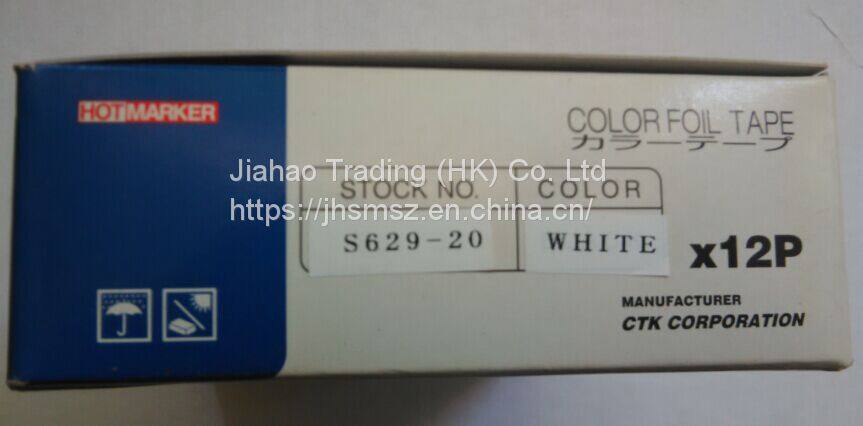 HOTMARKER
COLOR FOIL TAPE
カラーテープ
Jiahao Trading (HK) Co. Ltd
STOCK NO.
COLOR
https://jhsmsz.en.china.cn/
S629-20
WHITE
x12P
MANUFACTURER
CTK CORPORATION